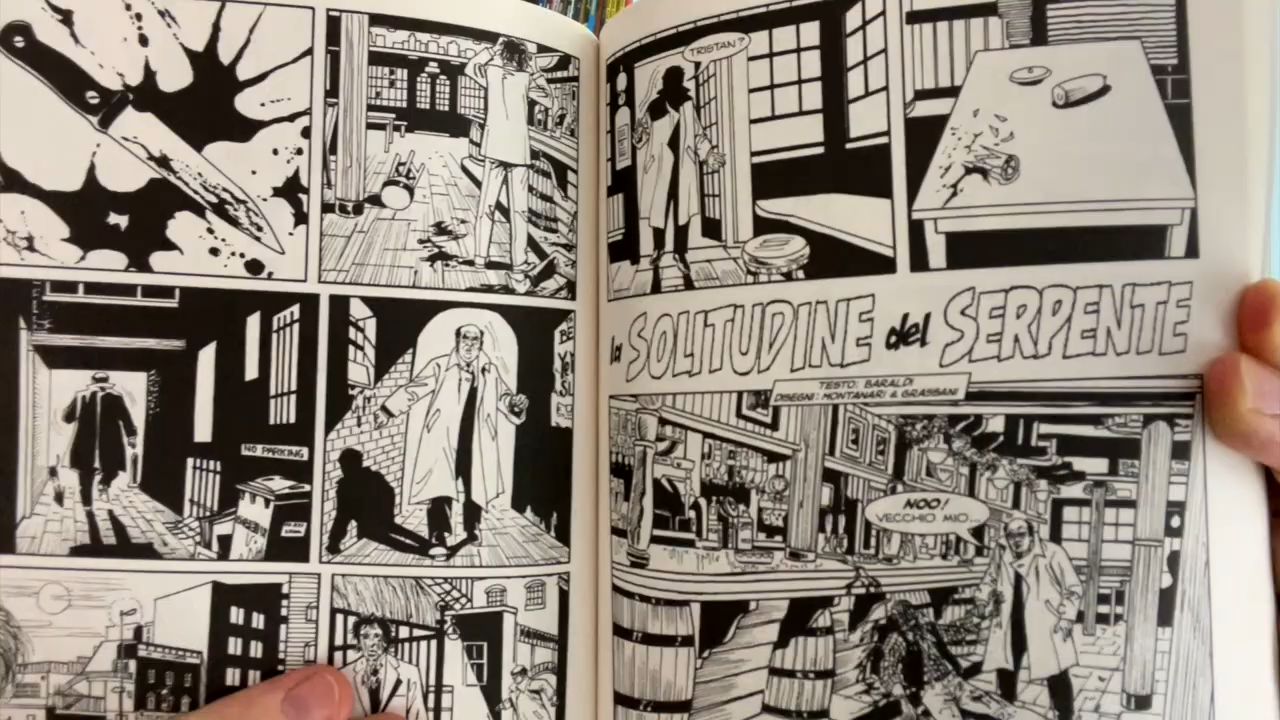 NO PARKING
TRISTAN?
la SOLITUDINE del SERPENTE
TESTO: BARALDI
DISEGNI: MONTANARI & GRASSANI
NOO!
VECCHIO MIO...